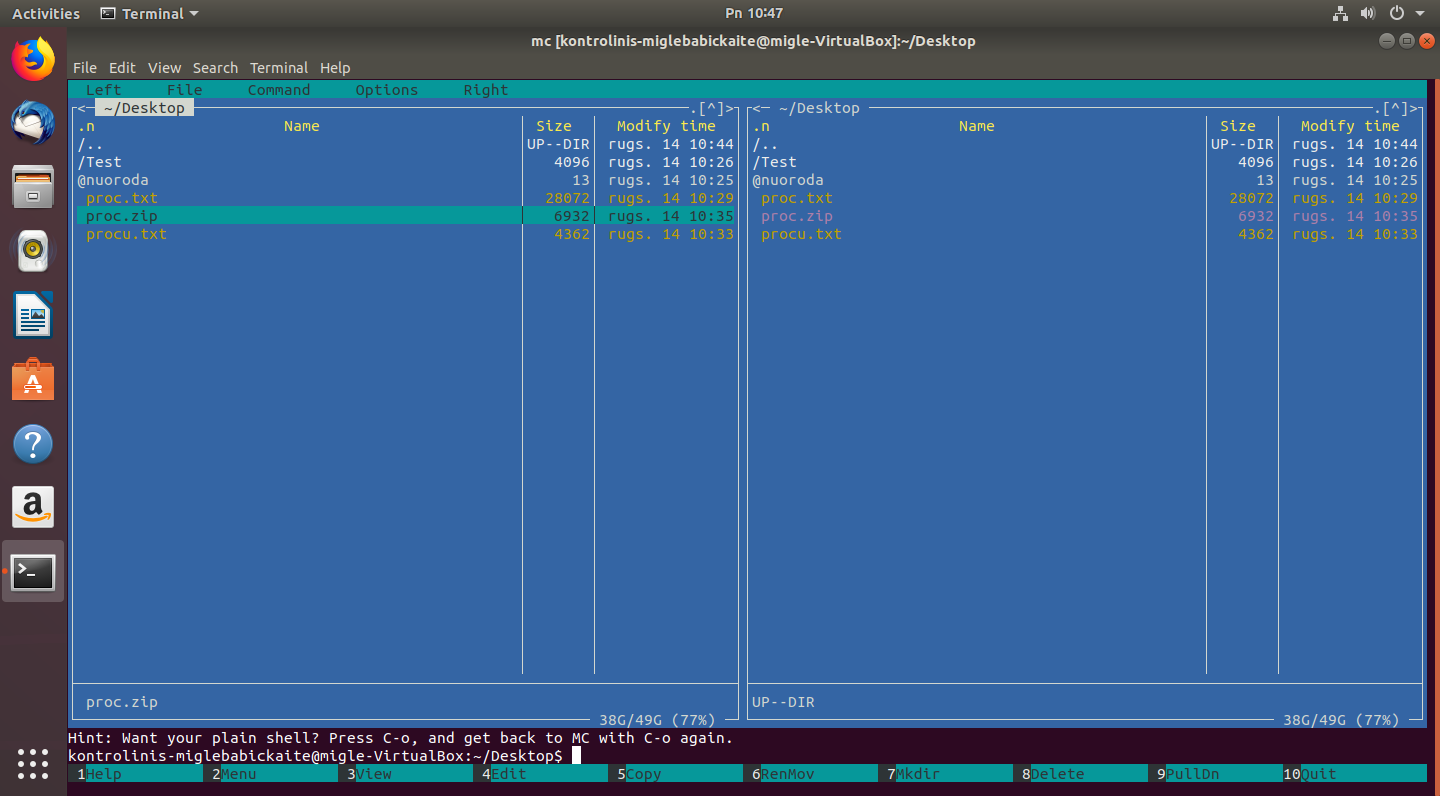 Activities Terminal Pn 10:47
mc [kontrolinis-miglebabickaite@migle-VirtualBox]:~/Desktop
File Edit View Search Terminal Help
Left File Command Options Right
<─ ~/Desktop ─.[^]>
.n Name Size Modify time
/.. UP--DIR rugs. 14 10:44
/Test 4096 rugs. 14 10:26
@nuoroda 13 rugs. 14 10:25
proc.txt 28072 rugs. 14 10:29
proc.zip 6932 rugs. 14 10:35
procu.txt 4362 rugs. 14 10:33
proc.zip
38G/49G (77%)
<─ ~/Desktop ─.[^]>
.n Name Size Modify time
/.. UP--DIR rugs. 14 10:44
/Test 4096 rugs. 14 10:26
@nuoroda 13 rugs. 14 10:25
proc.txt 28072 rugs. 14 10:29
proc.zip 6932 rugs. 14 10:35
procu.txt 4362 rugs. 14 10:33
UP--DIR
38G/49G (77%)
Hint: Want your plain shell? Press C-o, and get back to MC with C-o again.
kontrolinis-miglebabickaite@migle-VirtualBox:~/Desktop$
1Help 2Menu 3View 4Edit 5Copy 6RenMov 7Mkdir 8Delete 9PullDn 10Quit